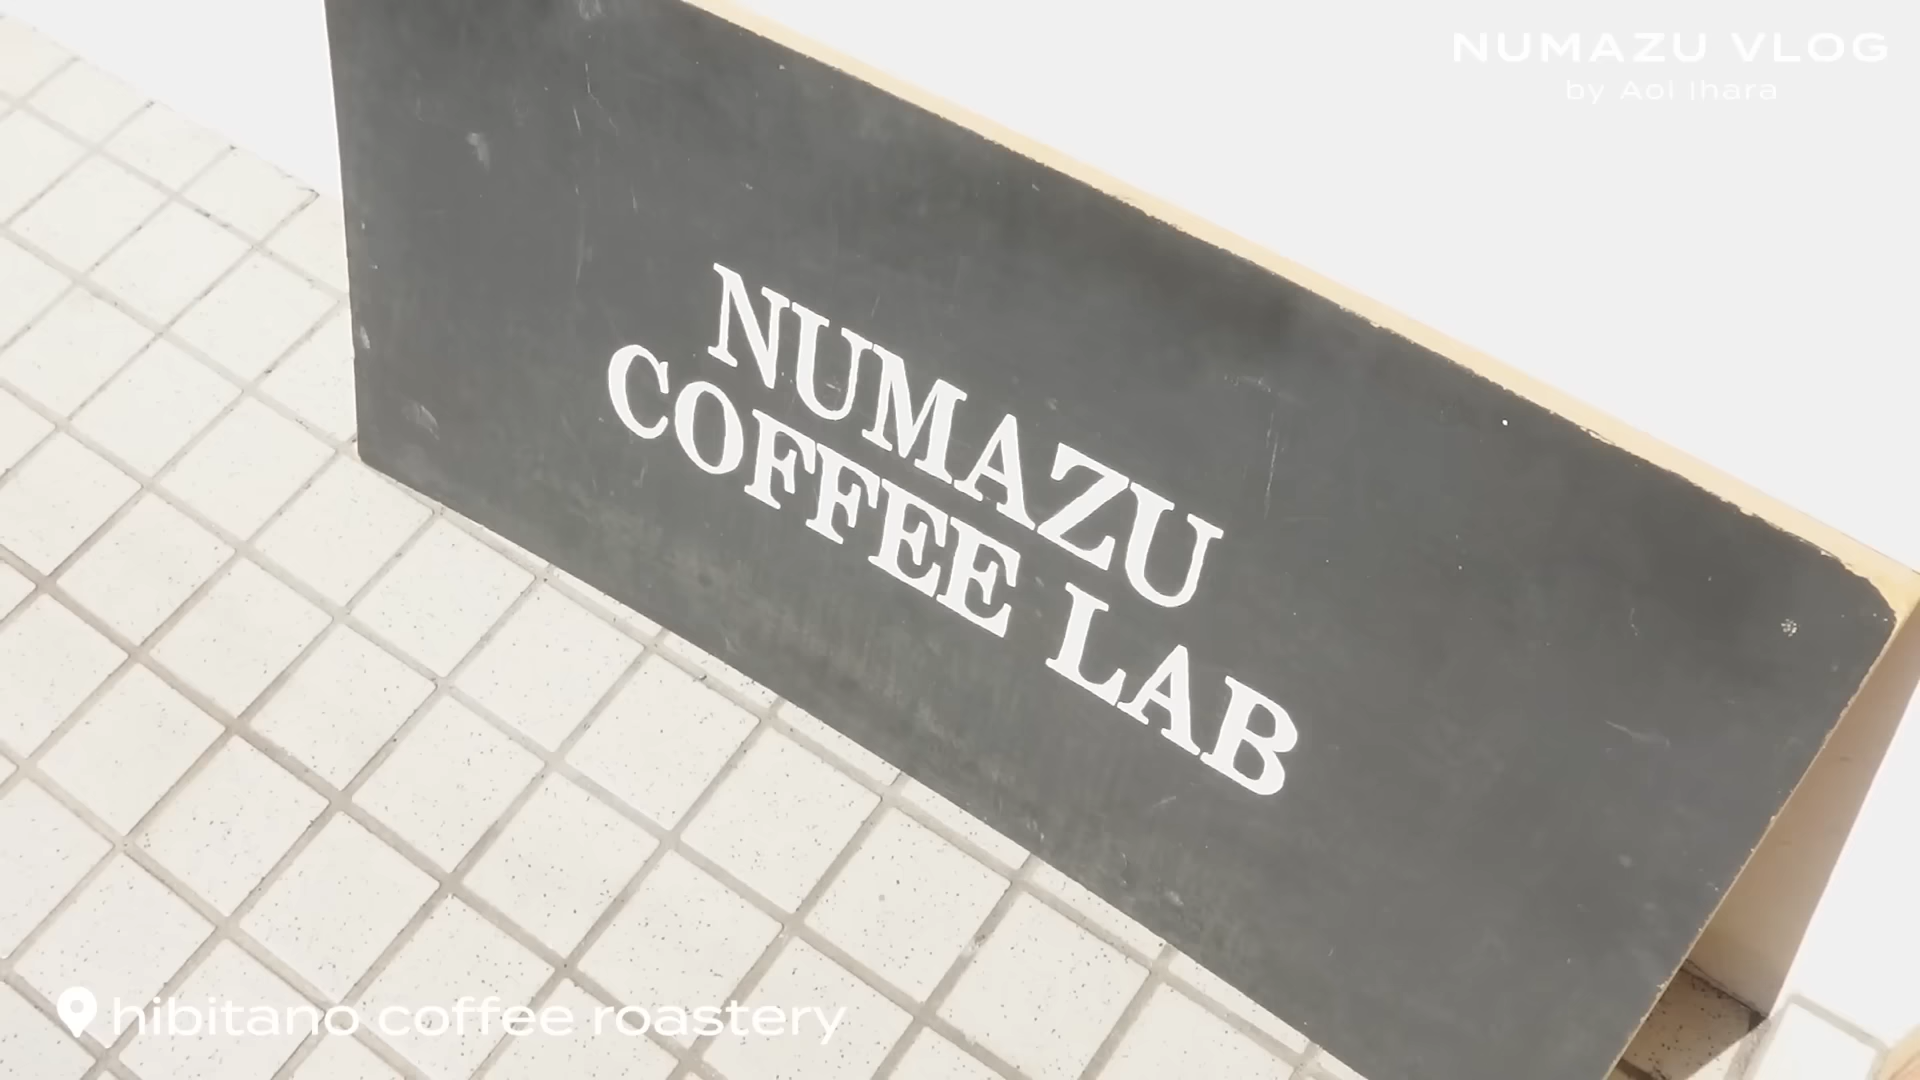 NUMAZU VLOG
by Aoi Ihara
NUMAZU
COFFEE LAB
hibitano coffee roastery